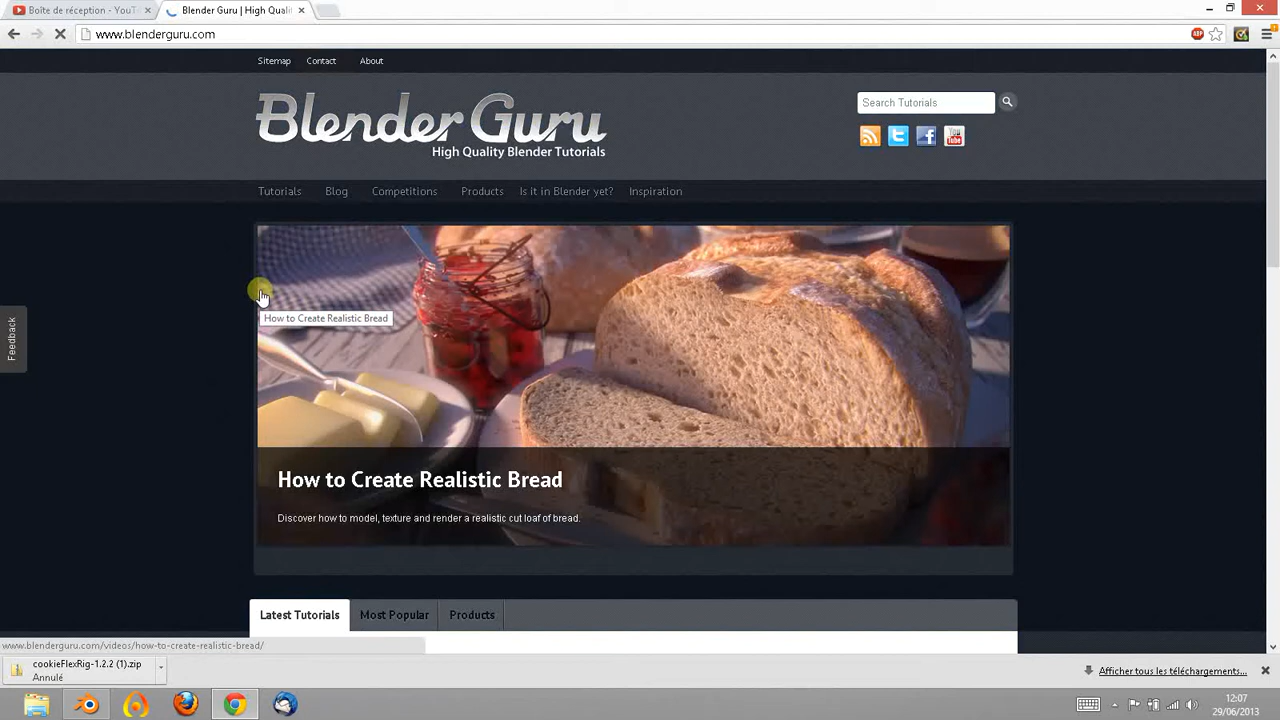 Boîte de réception - YouT
Blender Guru | High Quali
www.blenderguru.com
ABP
Sitemap Contact About
Blender Guru
High Quality Blender Tutorials
Search Tutorials
You Tube
Tutorials Blog Competitions Products Is it in Blender yet? Inspiration
Feedback
How to Create Realistic Bread
How to Create Realistic Bread
Discover how to model, texture and render a realistic cut loaf of bread.
Latest Tutorials Most Popular Products
www.blenderguru.com/videos/how-to-create-realistic-bread/
cookieFlexRig-1.2.2 (1).zip
Annulé
Afficher tous les téléchargements...
12:07
29/06/2013